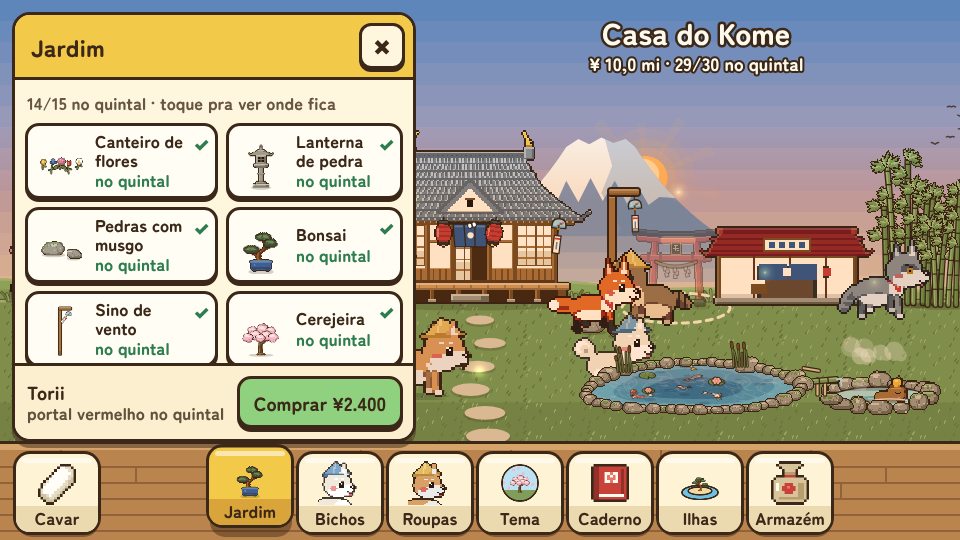 Jardim
Casa do Kome
¥ 10,0 mi · 29/30 no quintal
14/15 no quintal · toque pra ver onde fica
Canteiro de
flores
no quintal
Lanterna
de pedra
no quintal
Pedras com
musgo
no quintal
Bonsai
no quintal
Sino de
vento
no quintal
Cerejeira
no quintal
Torii
portal vermelho no quintal
Comprar ¥2.400
Cavar
Jardim
Bichos
Roupas
Tema
Caderno
Ilhas
Armazém